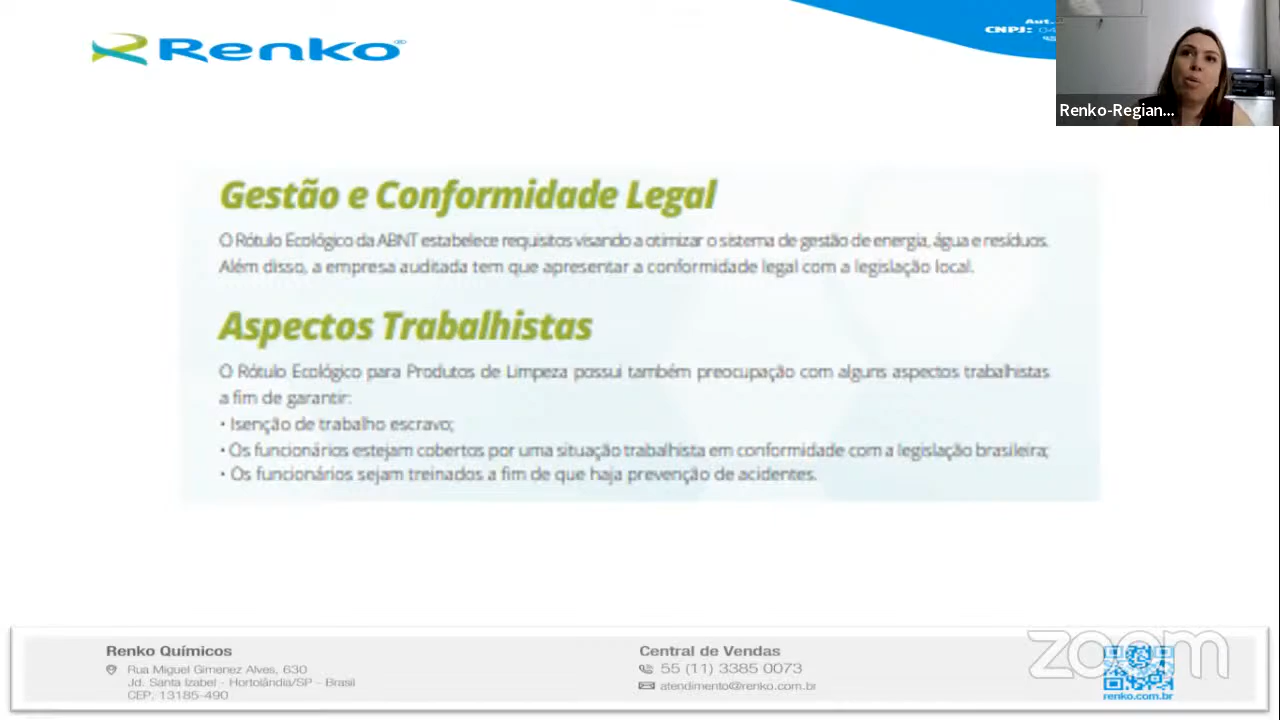 Renko®
Aut.
CNPJ: 04
Renko-Regian...
Gestão e Conformidade Legal
O Rótulo Ecológico da ABNT estabelece requisitos visando a otimizar o sistema de gestão de energia, água e resíduos.
Além disso, a empresa auditada tem que apresentar a conformidade legal com a legislação local.
Aspectos Trabalhistas
O Rótulo Ecológico para Produtos de Limpeza possui também preocupação com alguns aspectos trabalhistas
a fim de garantir:
• Isenção de trabalho escravo;
• Os funcionários estejam cobertos por uma situação trabalhista em conformidade com a legislação brasileira;
• Os funcionários sejam treinados a fim de que haja prevenção de acidentes.
Renko Químicos
Rua Miguel Gimenez Alves, 630
Jd. Santa Izabel - Hortolândia/SP - Brasil
CEP. 13185-490
Central de Vendas
55 (11) 3385 0073
atendimento@renko.com.br
zoom
renko.com.br